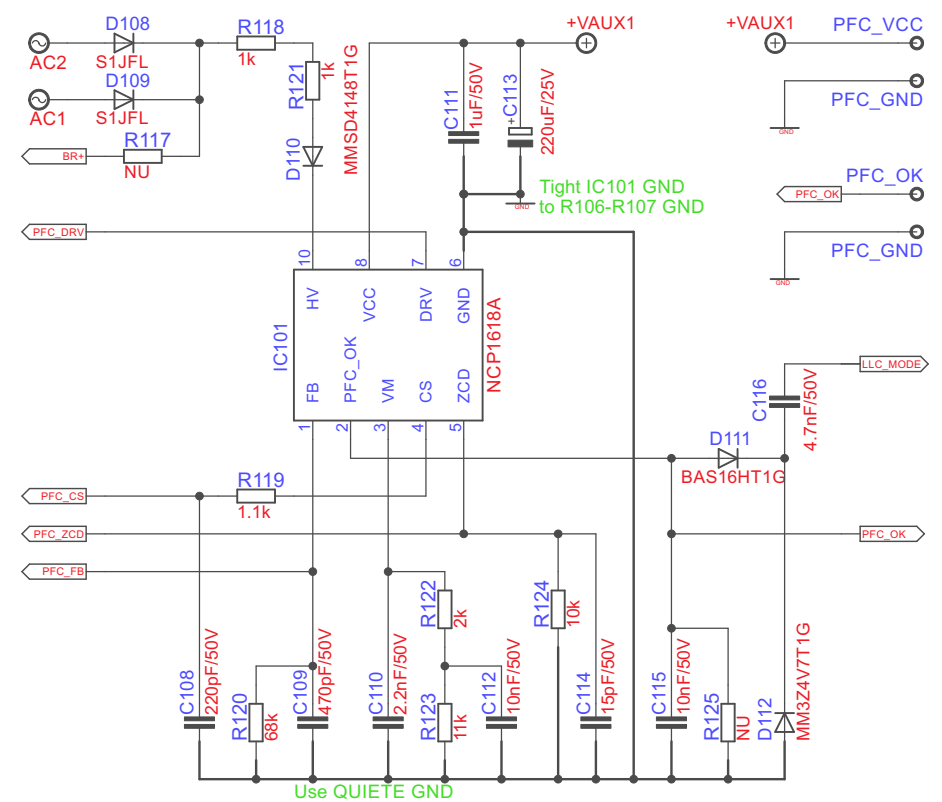 D108
S1JFL
AC2
D109
S1JFL
AC1
R118
1k
R121
1k
R117
NU
BR+
D110
MMSD4148T1G
+VAUX1
C111
1uF/50V
+
C113
220uF/25V
GND
Tight IC101 GND
to R106-R107 GND
+VAUX1
PFC_VCC
PFC_GND
GND
PFC_OK
PFC_OK
PFC_GND
GND
PFC_DRV
10
8
7
6
HV
VCC
DRV
GND
IC101
NCP1618A
FB
PFC_OK
VM
CS
ZCD
1
2
3
4
5
LLC_MODE
C116
4.7nF/50V
D111
BAS16HT1G
PFC_CS
R119
1.1k
PFC_ZCD
PFC_OK
PFC_FB
R122
2k
R124
10k
C108
220pF/50V
R120
68k
C109
470pF/50V
C110
2.2nF/50V
R123
11k
C112
10nF/50V
C114
15pF/50V
C115
10nF/50V
R125
NU
D112
MM3Z4V7T1G
Use QUIETE GND